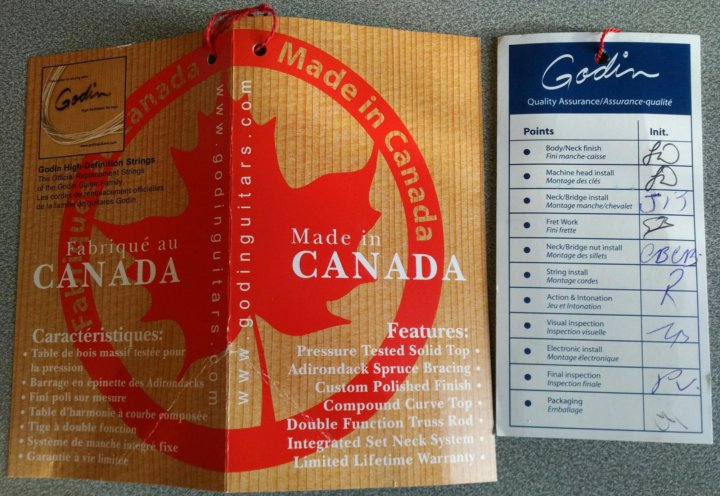 Godin
High Definition Strings
Godin High-Definition Strings
The Official Replacement Strings
of the Godin Guitar Family.
Les cordes de remplacement officielles
de la famille de guitares Godin.
Canada
Fabriqué au
CANADA
Caractéristiques:
• Table de bois massif testée pour
la pression
• Barrage en épinette des Adirondacks
• Fini poli sur mesure
• Table d'harmonie à courbe composée
• Tige à double fonction
• Système de manche intégré fixe
• Garantie à vie limitée
www.godinguitars.com
www.godinguitars.com
Made in Canada
Made in
CANADA
Features:
Pressure Tested Solid Top •
Adirondack Spruce Bracing •
Custom Polished Finish •
Compound Curve Top •
Double Function Truss Rod •
Integrated Set Neck System •
Limited Lifetime Warranty •
Godin
Quality Assurance/Assurance-qualité
Points Init.
• Body/Neck finish
Fini manche-caisse
• Machine head install
Montage des clés
• Neck/Bridge install
Montage manche/chevalet
• Fret Work
Fini frette
• Neck/Bridge nut install
Montage des sillets
• String install
Montage cordes
• Action & Intonation
Jeu et Intonation
• Visual inspection
Inspection visuelle
• Electronic install
Montage électronique
• Final inspection
Inspection finale
• Packaging
Emballage